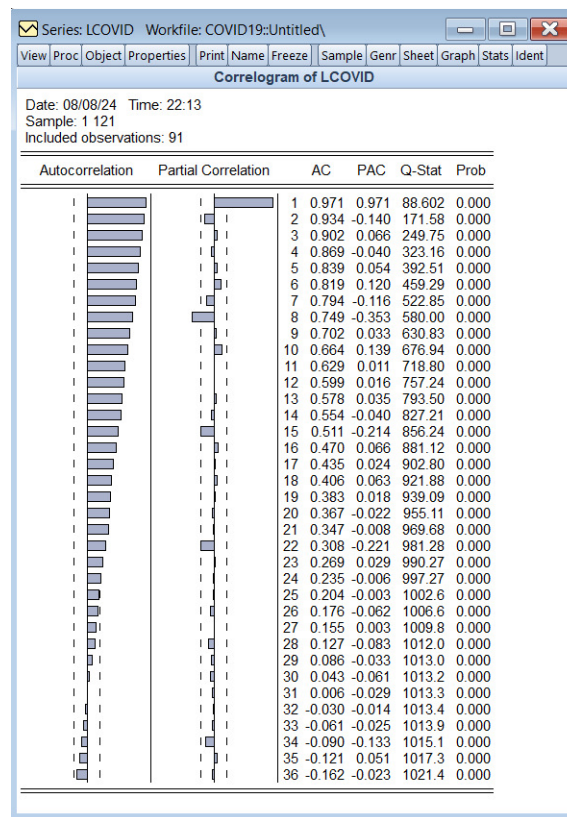 Series: LCOVID Workfile: COVID19::Untitled\
View Proc Object Properties Print Name Freeze Sample Genr Sheet Graph Stats Ident
Correlogram of LCOVID
Date: 08/08/24 Time: 22:13
Sample: 1 121
Included observations: 91
Autocorrelation Partial Correlation AC PAC Q-Stat Prob
1 0.971 0.971 88.602 0.000
2 0.934 -0.140 171.58 0.000
3 0.902 0.066 249.75 0.000
4 0.869 -0.040 323.16 0.000
5 0.839 0.054 392.51 0.000
6 0.819 0.120 459.29 0.000
7 0.794 -0.116 522.85 0.000
8 0.749 -0.353 580.00 0.000
9 0.702 0.033 630.83 0.000
10 0.664 0.139 676.94 0.000
11 0.629 0.011 718.80 0.000
12 0.599 0.016 757.24 0.000
13 0.578 0.035 793.50 0.000
14 0.554 -0.040 827.21 0.000
15 0.511 -0.214 856.24 0.000
16 0.470 0.066 881.12 0.000
17 0.435 0.024 902.80 0.000
18 0.406 0.063 921.88 0.000
19 0.383 0.018 939.09 0.000
20 0.367 -0.022 955.11 0.000
21 0.347 -0.008 969.68 0.000
22 0.308 -0.221 981.28 0.000
23 0.269 0.029 990.27 0.000
24 0.235 -0.006 997.27 0.000
25 0.204 -0.003 1002.6 0.000
26 0.176 -0.062 1006.6 0.000
27 0.155 0.003 1009.8 0.000
28 0.127 -0.083 1012.0 0.000
29 0.086 -0.033 1013.0 0.000
30 0.043 -0.061 1013.2 0.000
31 0.006 -0.029 1013.3 0.000
32 -0.030 -0.014 1013.4 0.000
33 -0.061 -0.025 1013.9 0.000
34 -0.090 -0.133 1015.1 0.000
35 -0.121 0.051 1017.3 0.000
36 -0.162 -0.023 1021.4 0.000